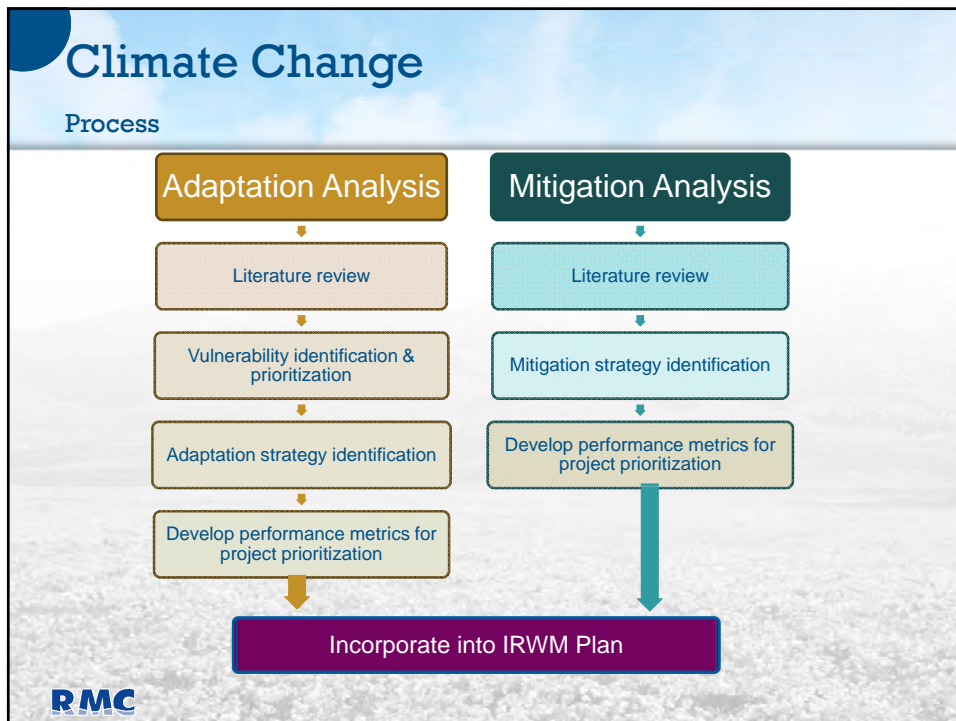 Climate Change
Process
Adaptation Analysis
Literature review
Vulnerability identification &
prioritization
Adaptation strategy identification
Develop performance metrics for
project prioritization
Mitigation Analysis
Literature review
Mitigation strategy identification
Develop performance metrics for
project prioritization
Incorporate into IRWM Plan
RMC